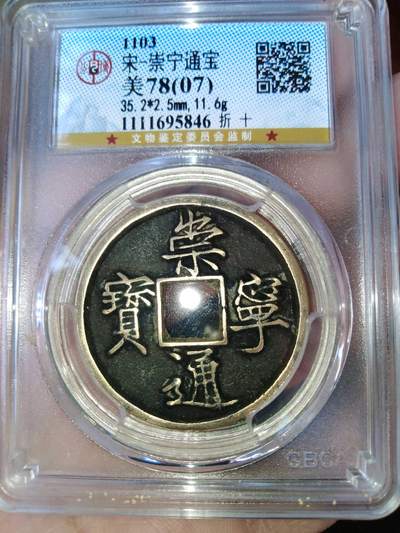 1103
宋-崇宁通宝
美78(07)
35.2*2.5mm,11.6g
1111695846 折十
★ 文物鉴定委员会监制 ★
崇
寶 寧
通
GBCA